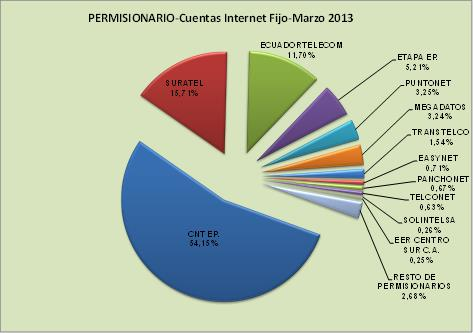 PERMISIONARIO-Cuentas Internet Fijo-Marzo 2013
ECUADORTELECOM
11,70%
SURATEL
15,71%
ETAPA EP.
5,21%
PUNTONET
3,25%
MEGADATOS
3,24%
TRANSTELCO
1,54%
EASYNET
0,71%
PANCHONET
0,67%
TELCONET
0,63%
SOLINTELSA
0,26%
EER CENTRO
SUR C.A.
0,25%
RESTO DE
PERMISIONARIOS
2,68%
CNT EP.
54,15%